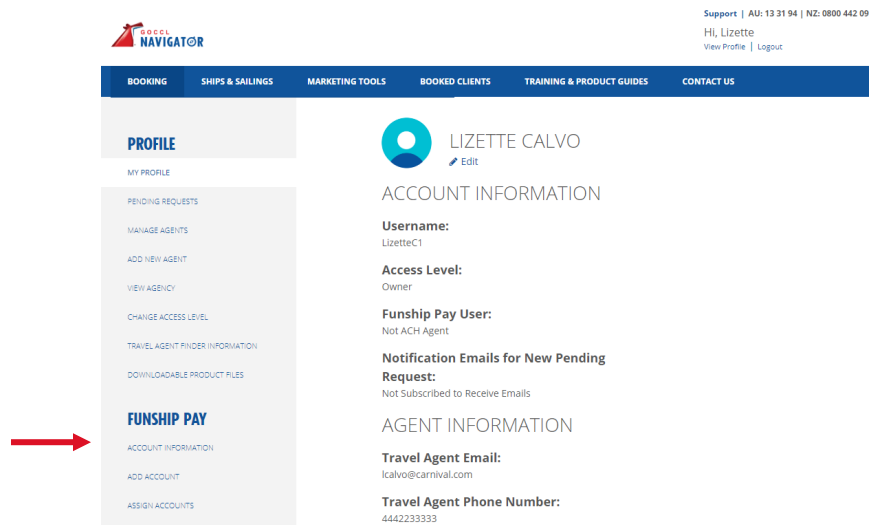 Support | AU: 13 31 94 | NZ: 0800 442 09
GOCCL
NAVIGATOR
Hi, Lizette
View Profile | Logout
BOOKING SHIPS & SAILINGS MARKETING TOOLS BOOKED CLIENTS TRAINING & PRODUCT GUIDES CONTACT US
PROFILE
MY PROFILE
PENDING REQUESTS
MANAGE AGENTS
ADD NEW AGENT
VIEW AGENCY
CHANGE ACCESS LEVEL
TRAVEL AGENT FINDER INFORMATION
DOWNLOADABLE PRODUCT FILES
FUNSHIP PAY
ACCOUNT INFORMATION
ADD ACCOUNT
ASSIGN ACCOUNTS
LIZETTE CALVO
Edit
ACCOUNT INFORMATION
Username:
LizetteC1
Access Level:
Owner
Funship Pay User:
Not ACH Agent
Notification Emails for New Pending
Request:
Not Subscribed to Receive Emails
AGENT INFORMATION
Travel Agent Email:
lcalvo@carnival.com
Travel Agent Phone Number:
4442233333